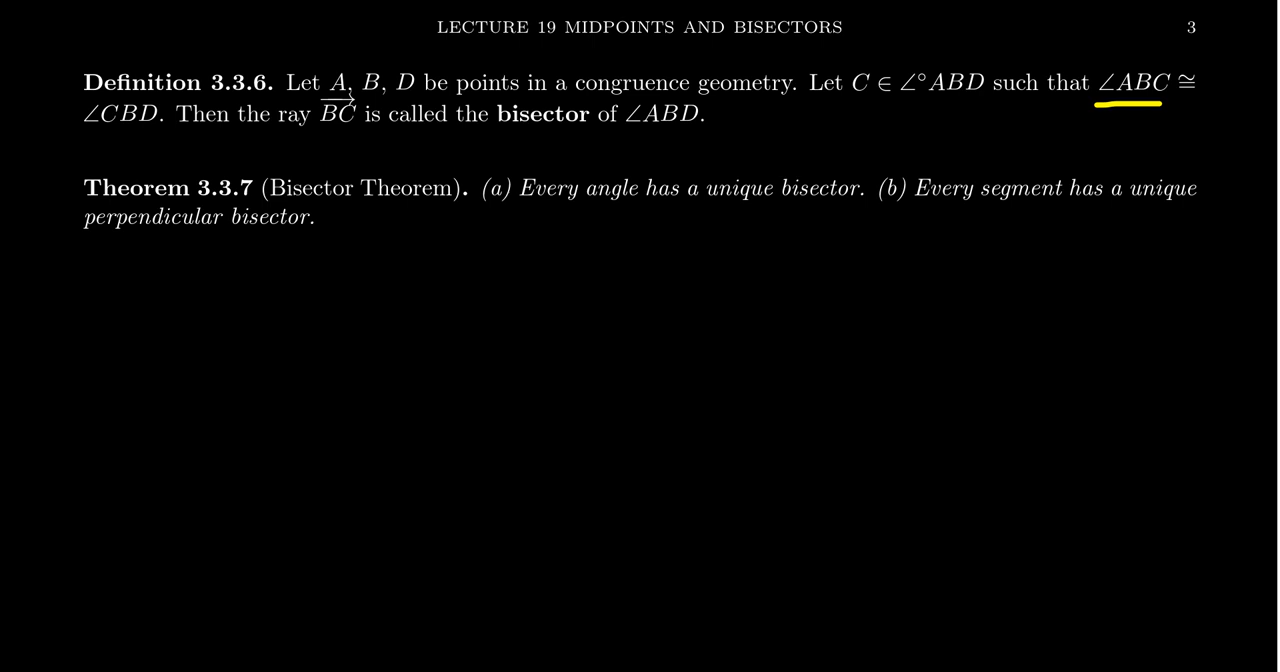 LECTURE 19 MIDPOINTS AND BISECTORS 3
Definition 3.3.6. Let A, B, D be points in a congruence geometry. Let C ∈ ∠°ABD such that ∠ABC ≅
∠CBD. Then the ray \overrightarrow{BC} is called the bisector of ∠ABD.
Theorem 3.3.7 (Bisector Theorem). (a) Every angle has a unique bisector. (b) Every segment has a unique
perpendicular bisector.